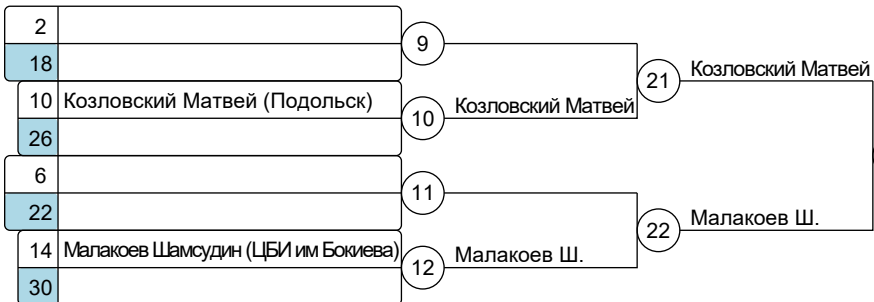 2
9
18
21 Козловский Матвей
10 Козловский Матвей (Подольск)
10 Козловский Матвей
26
6
11
22
22 Малакоев Ш.
14 Малакоев Шамсудин (ЦБИ им Бокиева)
12 Малакоев Ш.
30